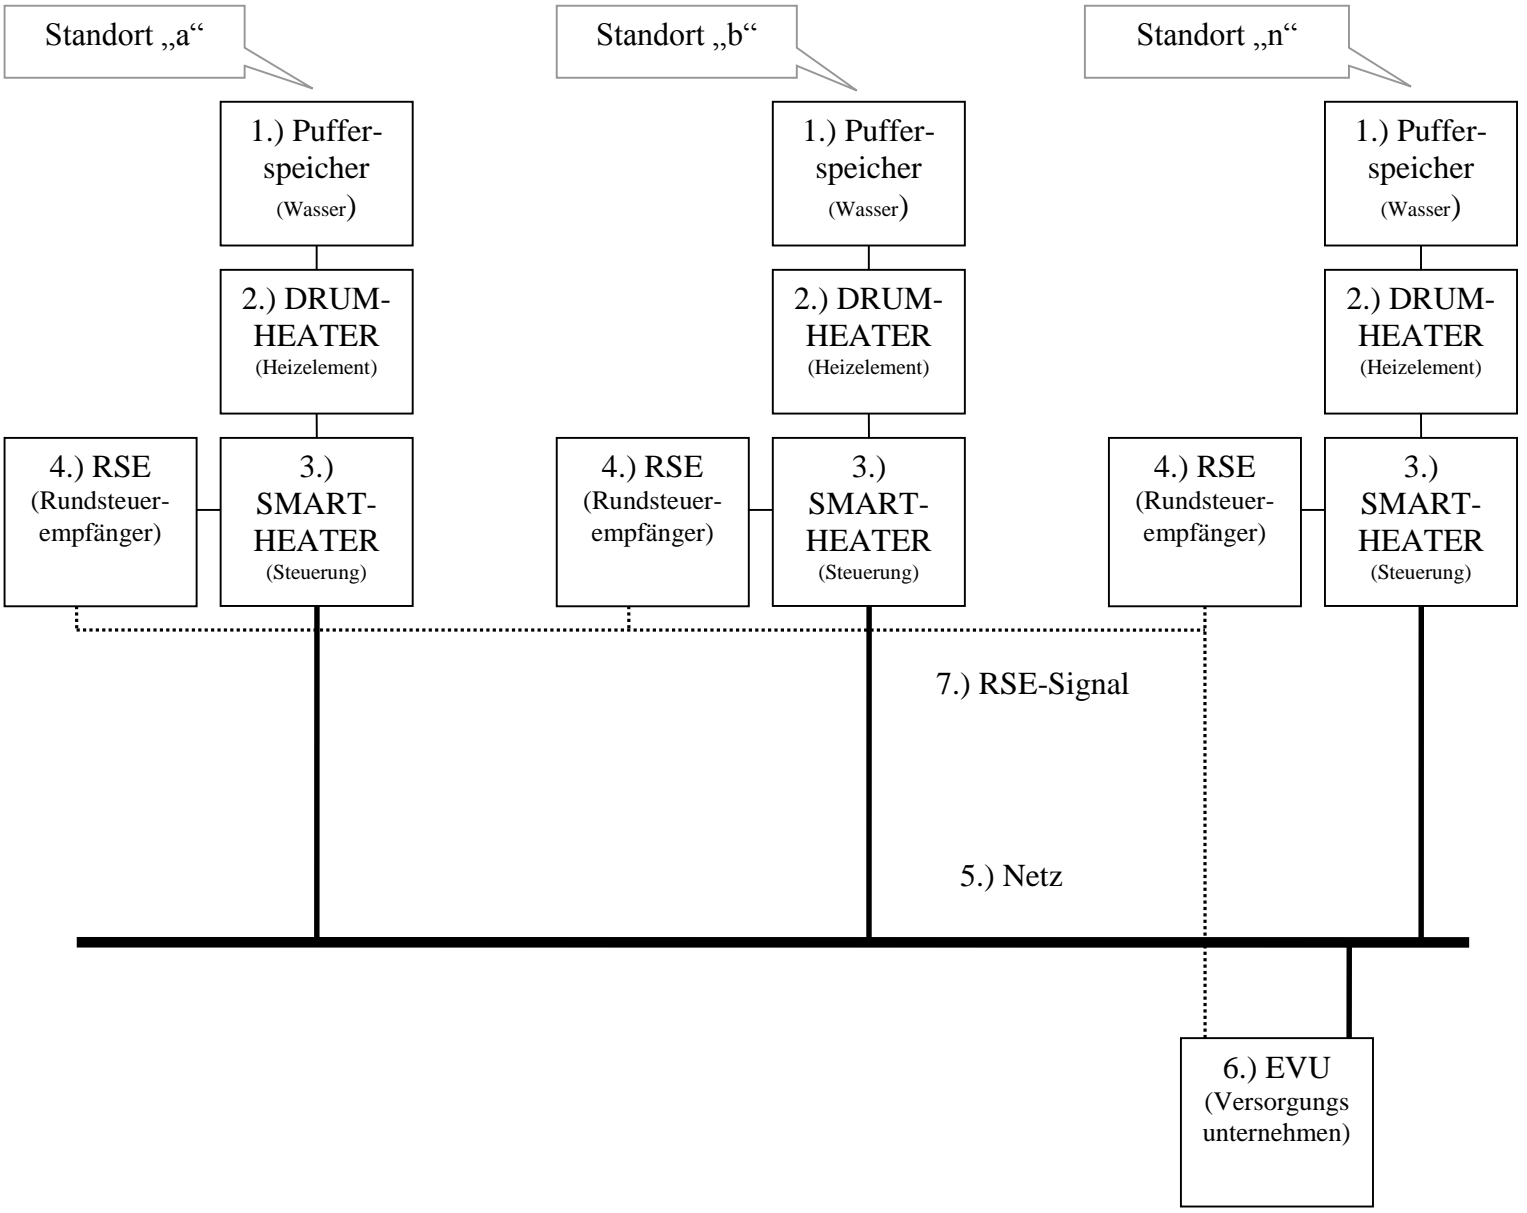 Standort „a“
Standort „b“
Standort „n“
1.) Puffer-
speicher
(Wasser)
1.) Puffer-
speicher
(Wasser)
1.) Puffer-
speicher
(Wasser)
2.) DRUM-
HEATER
(Heizelement)
2.) DRUM-
HEATER
(Heizelement)
2.) DRUM-
HEATER
(Heizelement)
4.) RSE
(Rundsteuer-
empfänger)
3.)
SMART-
HEATER
(Steuerung)
4.) RSE
(Rundsteuer-
empfänger)
3.)
SMART-
HEATER
(Steuerung)
4.) RSE
(Rundsteuer-
empfänger)
3.)
SMART-
HEATER
(Steuerung)
7.) RSE-Signal
5.) Netz
6.) EVU
(Versorgungs
unternehmen)